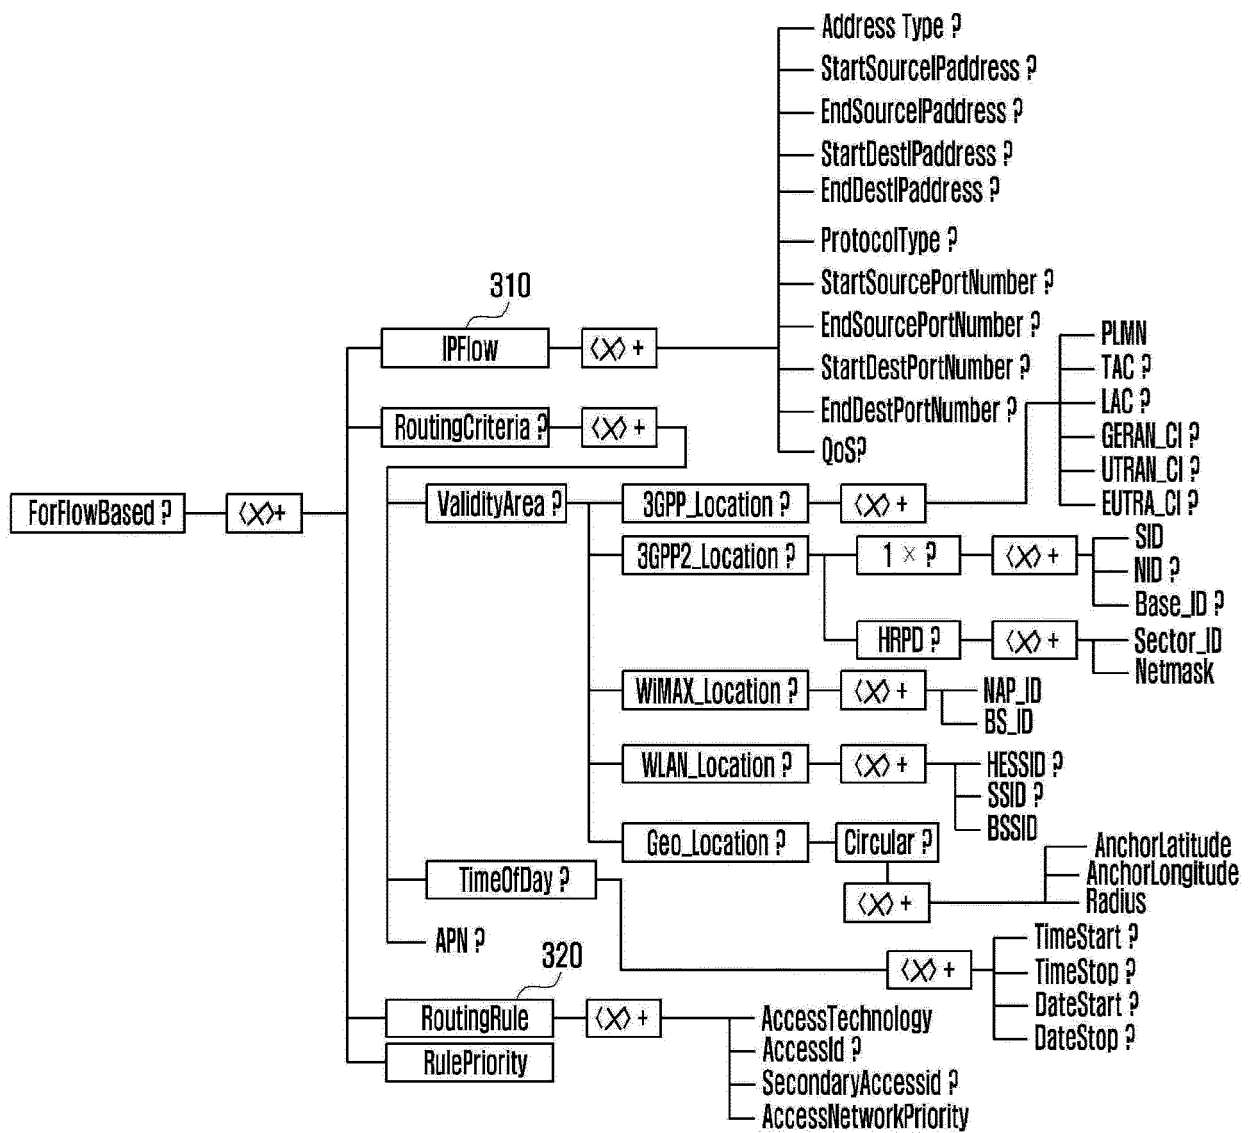 Address Type ?
StartSourceIPaddress ?
EndSourceIPaddress ?
StartDestIPaddress ?
EndDestIPaddress ?
ProtocolType ?
StartSourcePortNumber ?
EndSourcePortNumber ?
StartDestPortNumber ?
EndDestPortNumber ?
QoS?
310
IPFlow
⟨X⟩ +
RoutingCriteria ?
⟨X⟩ +
PLMN
TAC ?
LAC ?
GERAN_CI ?
UTRAN_CI ?
EUTRA_CI ?
ForFlowBased ?
⟨X⟩+
ValidityArea ?
3GPP_Location ?
⟨X⟩ +
3GPP2_Location ?
1 × ?
⟨X⟩ +
SID
NID ?
Base_ID ?
HRPD ?
⟨X⟩ +
Sector_ID
Netmask
WiMAX_Location ?
⟨X⟩ +
NAP_ID
BS_ID
WLAN_Location ?
⟨X⟩ +
HESSID ?
SSID ?
BSSID
Geo_Location ?
Circular ?
⟨X⟩ +
AnchorLatitude
AnchorLongitude
Radius
TimeOfDay ?
⟨X⟩ +
TimeStart ?
TimeStop ?
DateStart ?
DateStop ?
APN ?
320
RoutingRule
⟨X⟩ +
AccessTechnology
AccessId ?
SecondaryAccessid ?
AccessNetworkPriority
RulePriority